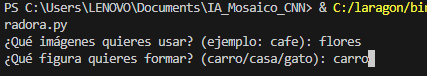 PS C:\Users\LENOVO\Documents\IA_Mosaico_CNN> & C:/laragon/bin
radora.py
¿Qué imágenes quieres usar? (ejemplo: cafe): flores
¿Qué figura quieres formar? (carro/casa/gato): carro